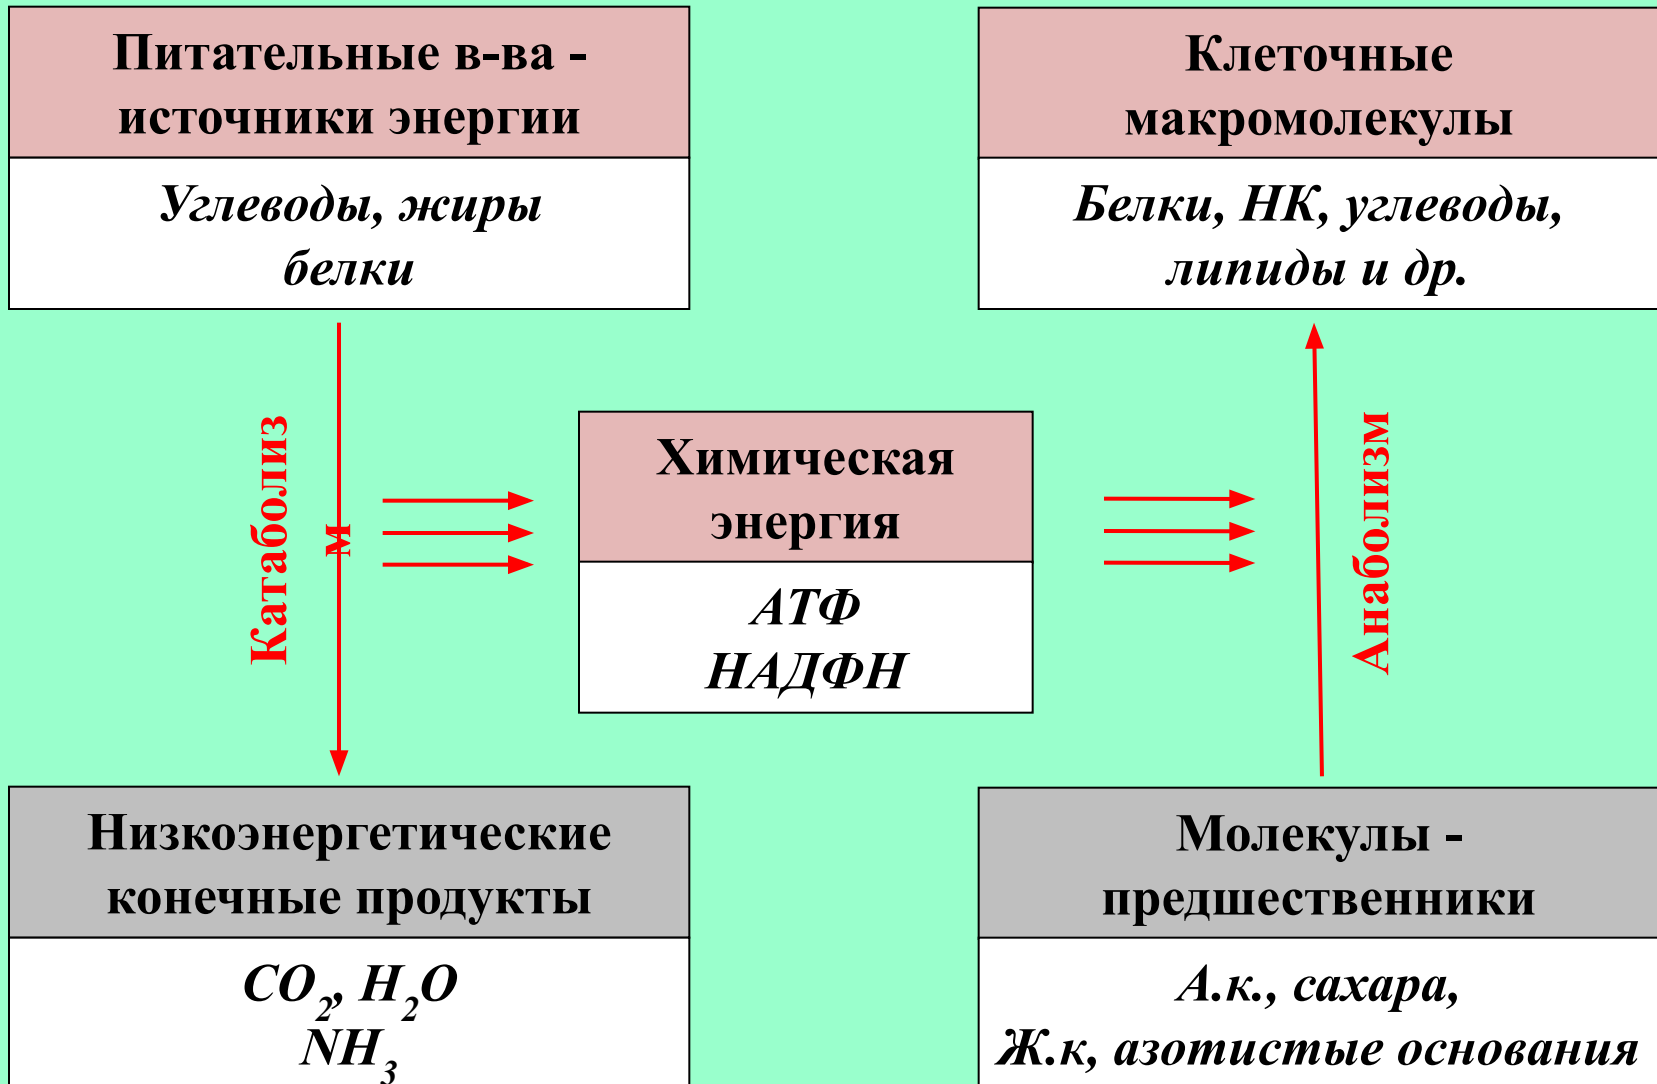 Питательные в-ва -
источники энергии
Углеводы, жиры
белки
Клеточные
макромолекулы
Белки, НК, углеводы,
липиды и др.
Катаболиз
м
Химическая
энергия
АТФ
НАДФН
Анаболизм
Низкоэнергетические
конечные продукты
CO₂, H₂O
NH₃
Молекулы -
предшественники
А.к., сахара,
Ж.к, азотистые основания